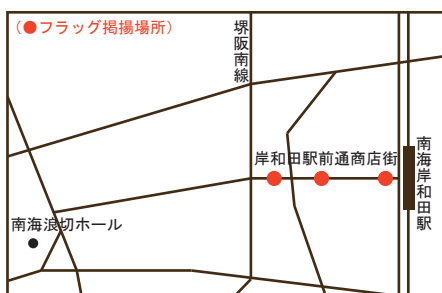 （●フラッグ掲揚場所）
堺阪南線
岸和田駅前通商店街
南海岸和田駅
南海浪切ホール